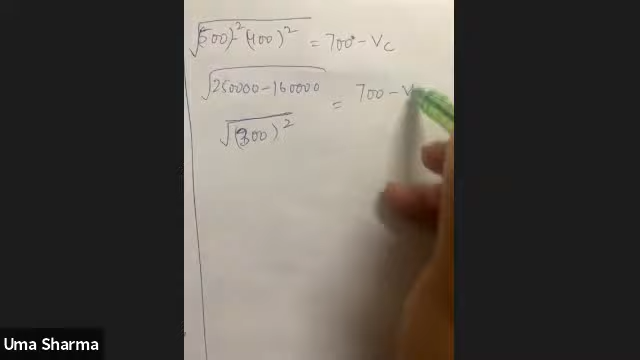 √(500)² - (400)² = 700 - Vc
√250000 - 160000 = 700 - V
√(300)²
Uma Sharma